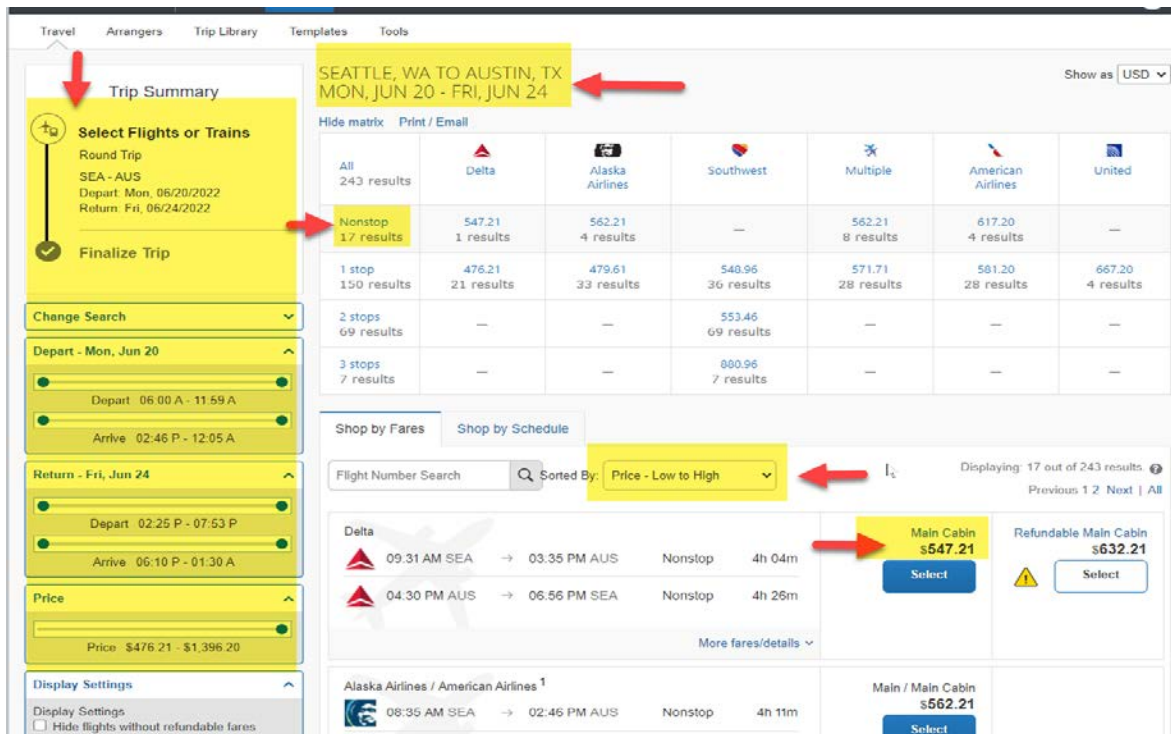 Travel Arrangers Trip Library Templates Tools
Trip Summary
Select Flights or Trains
Round Trip
SEA - AUS
Depart: Mon, 06/20/2022
Return: Fri, 06/24/2022
Finalize Trip
Change Search
Depart - Mon, Jun 20
Depart 06:00 A - 11:59 A
Arrive 02:46 P - 12:05 A
Return - Fri, Jun 24
Depart 02:25 P - 07:53 P
Arrive 06:10 P - 01:30 A
Price
Price $476.21 - $1,396.20
Display Settings
Display Settings
Hide flights without refundable fares
SEATTLE, WA TO AUSTIN, TX
MON, JUN 20 - FRI, JUN 24
Show as USD
Hide matrix Print / Email
All Delta Alaska Southwest Multiple American United
243 results Airlines Airlines
Nonstop 547.21 562.21 — 562.21 617.20 —
17 results 1 results 4 results 8 results 4 results
1 stop 476.21 479.61 548.96 571.71 581.20 667.20
150 results 21 results 33 results 36 results 28 results 28 results 4 results
2 stops — — 553.46 — — —
69 results 69 results
3 stops — — 880.96 — — —
7 results 7 results
Shop by Fares Shop by Schedule
Flight Number Search Sorted By: Price - Low to High
Displaying: 17 out of 243 results.
Previous 1 2 Next | All
Delta Main Cabin Refundable Main Cabin
$547.21 $632.21
09:31 AM SEA → 03:35 PM AUS Nonstop 4h 04m Select Select
04:30 PM AUS → 06:56 PM SEA Nonstop 4h 26m
More fares/details
Alaska Airlines / American Airlines 1 Main / Main Cabin
$562.21
08:35 AM SEA → 02:46 PM AUS Nonstop 4h 11m Select